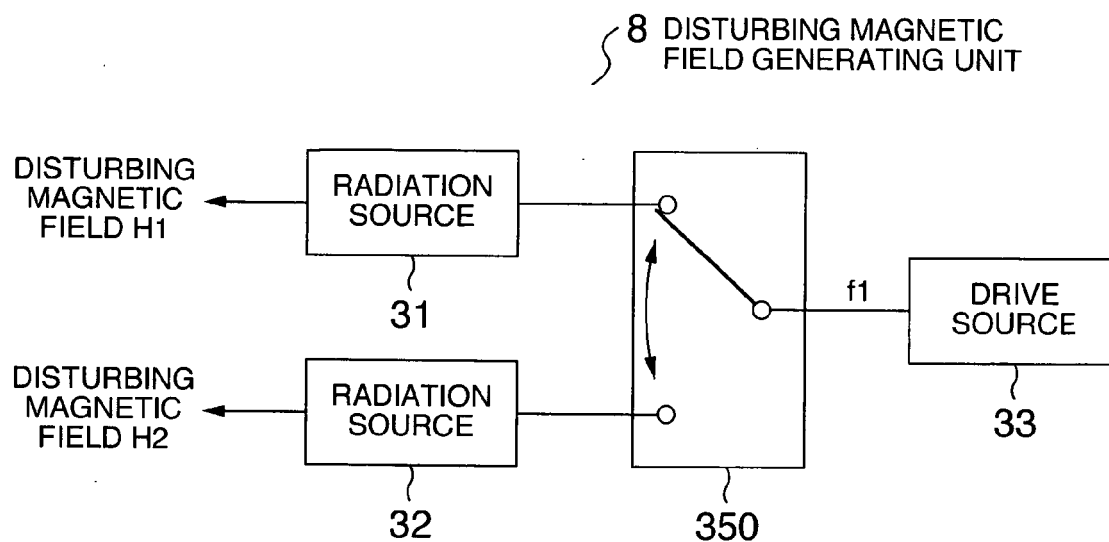 8 DISTURBING MAGNETIC
FIELD GENERATING UNIT
DISTURBING
MAGNETIC
FIELD H1
RADIATION
SOURCE
31
f1
DRIVE
SOURCE
33
DISTURBING
MAGNETIC
FIELD H2
RADIATION
SOURCE
32
350